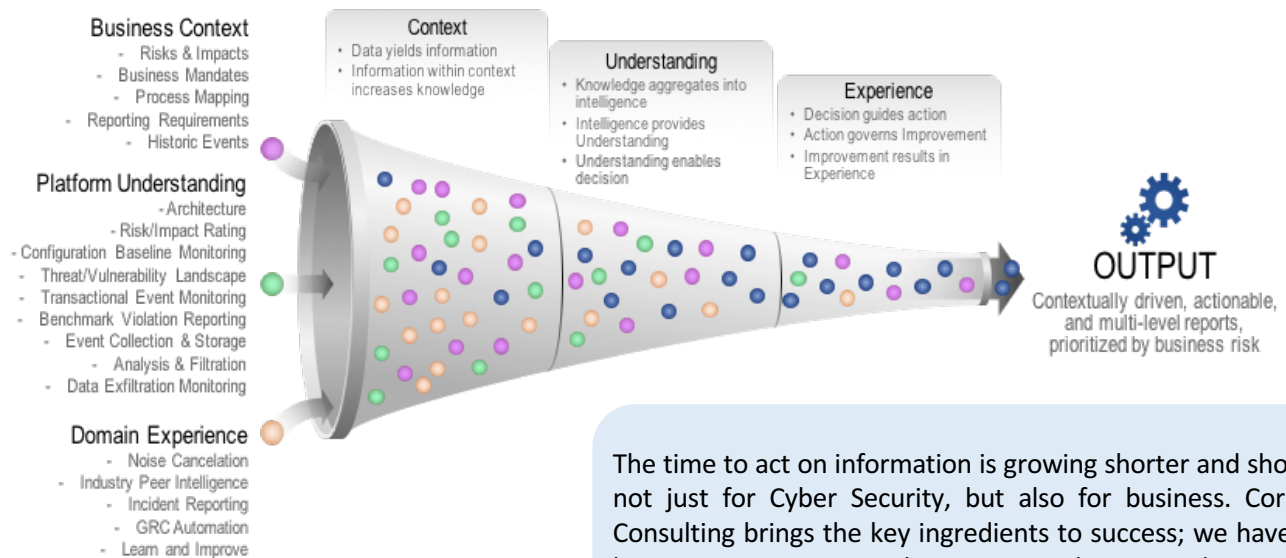 Business Context
- Risks & Impacts
- Business Mandates
- Process Mapping
- Reporting Requirements
- Historic Events
Platform Understanding
- Architecture
- Risk/Impact Rating
- Configuration Baseline Monitoring
- Threat/Vulnerability Landscape
- Transactional Event Monitoring
- Benchmark Violation Reporting
- Event Collection & Storage
- Analysis & Filtration
- Data Exfiltration Monitoring
Domain Experience
- Noise Cancelation
- Industry Peer Intelligence
- Incident Reporting
- GRC Automation
- Learn and Improve
Context
• Data yields information
• Information within context
increases knowledge
Understanding
• Knowledge aggregates into
intelligence
• Intelligence provides
Understanding
• Understanding enables
decision
Experience
• Decision guides action
• Action governs Improvement
• Improvement results in
Experience
OUTPUT
Contextually driven, actionable,
and multi-level reports,
prioritized by business risk
The time to act on information is growing shorter and sho
not just for Cyber Security, but also for business. Cor
Consulting brings the key ingredients to success; we have